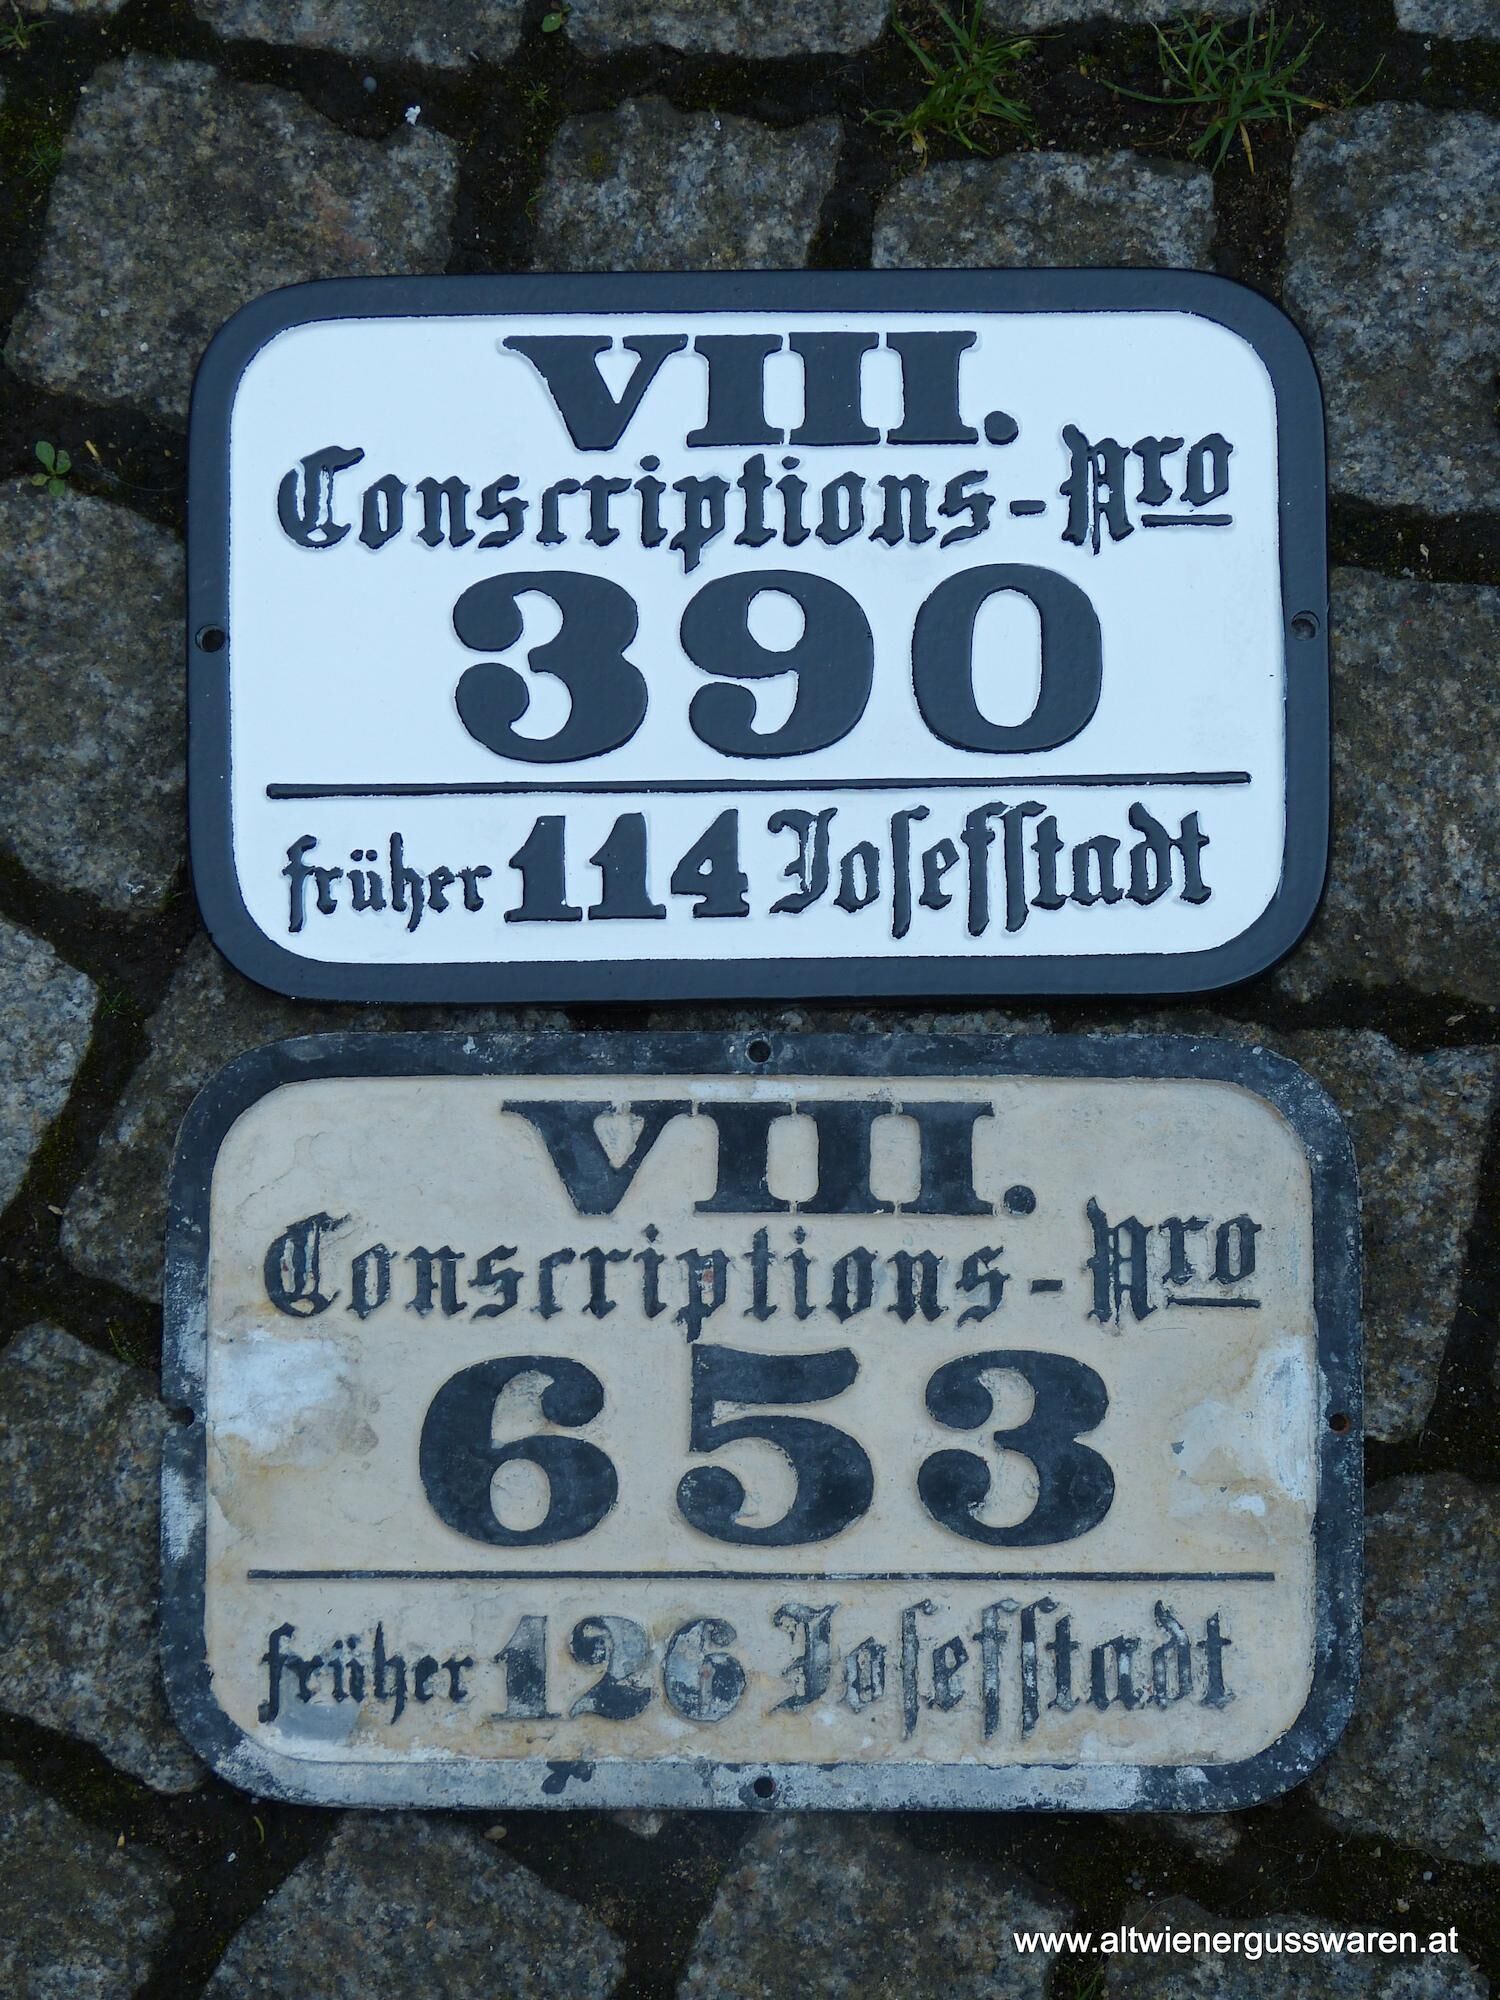 VIII.
Conscriptions-Nro
390
früher 114 Josefstadt
VIII.
Conscriptions-Nro
653
früher 126 Josefstadt
www.altwienergusswaren.at